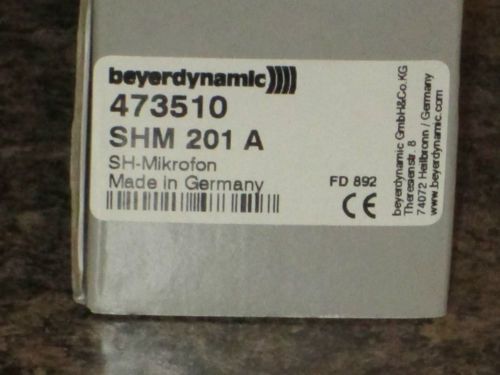 beyerdynamic
473510
SHM 201 A
SH-Mikrofon
Made in Germany
FD 892
CE
beyerdynamic GmbH&Co.KG
Theresienstr. 8
74072 Heilbronn / Germany
www.beyerdynamic.com